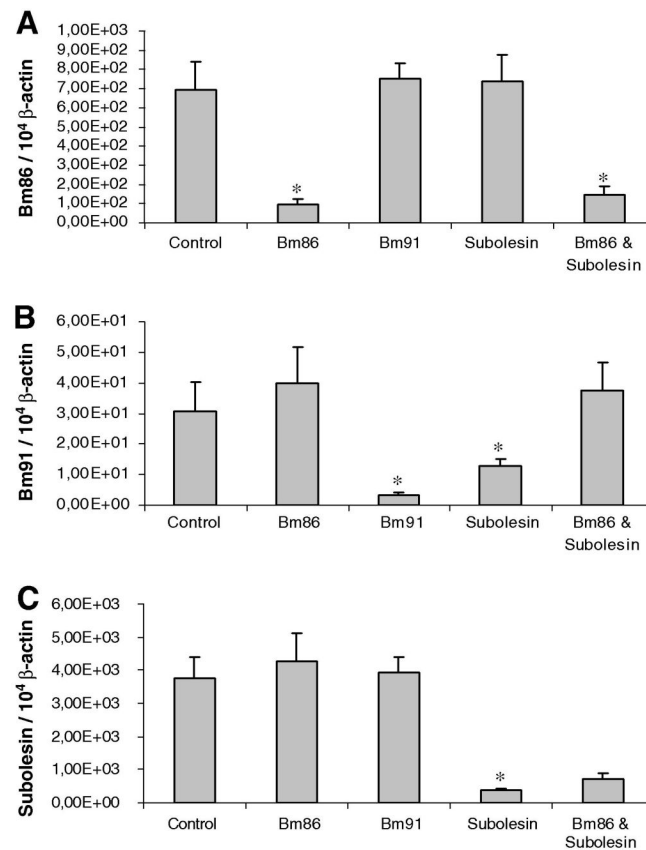 A
Bm86 / 10⁴ β-actin
1,00E+03
9,00E+02
8,00E+02
7,00E+02
6,00E+02
5,00E+02
4,00E+02
3,00E+02
2,00E+02
1,00E+02
0,00E+00
* *
Control Bm86 Bm91 Subolesin Bm86 &
Subolesin
B
Bm91 / 10⁴ β-actin
6,00E+01
5,00E+01
4,00E+01
3,00E+01
2,00E+01
1,00E+01
0,00E+00
* *
Control Bm86 Bm91 Subolesin Bm86 &
Subolesin
C
Subolesin / 10⁴ β-actin
6,00E+03
5,00E+03
4,00E+03
3,00E+03
2,00E+03
1,00E+03
0,00E+00
*
Control Bm86 Bm91 Subolesin Bm86 &
Subolesin